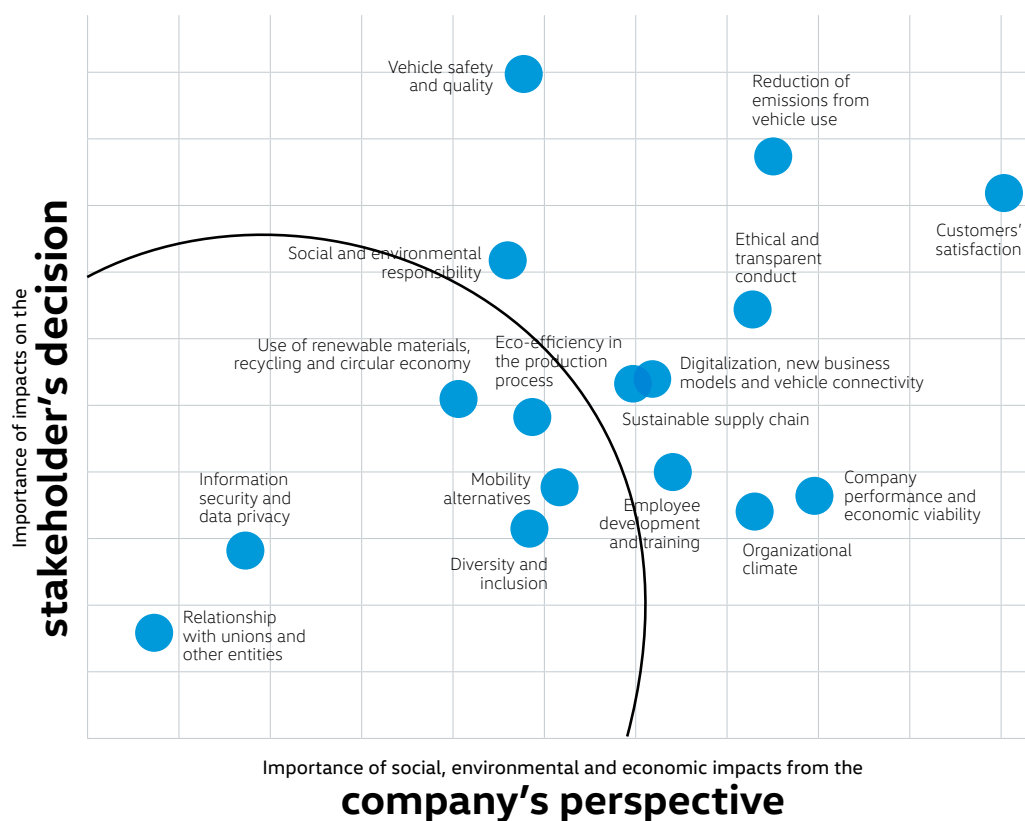 Vehicle safety
and quality
Reduction of
emissions from
vehicle use
Customers’
satisfaction
Ethical and
transparent
conduct
Social and environmental
responsibility
Use of renewable materials,
recycling and circular economy
Eco-efficiency in
the production
process
Digitalization, new business
models and vehicle connectivity
Sustainable supply chain
Information
security and
data privacy
Mobility
alternatives
Employee
development
and training
Company
performance and
economic viability
Organizational
climate
Diversity and
inclusion
Relationship
with unions and
other entities
Importance of impacts on the
stakeholder’s decision
Importance of social, environmental and economic impacts from the
company’s perspective